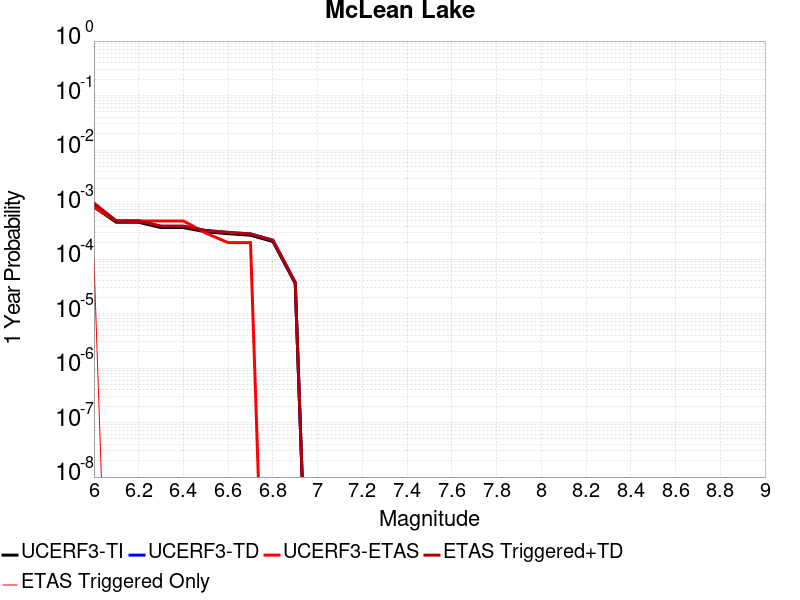 McLean Lake
10^0
10^-1
10^-2
10^-3
10^-4
10^-5
10^-6
10^-7
10^-8
1 Year Probability
6 6.2 6.4 6.6 6.8 7 7.2 7.4 7.6 7.8 8 8.2 8.4 8.6 8.8 9
Magnitude
UCERF3-TI UCERF3-TD UCERF3-ETAS ETAS Triggered+TD
ETAS Triggered Only